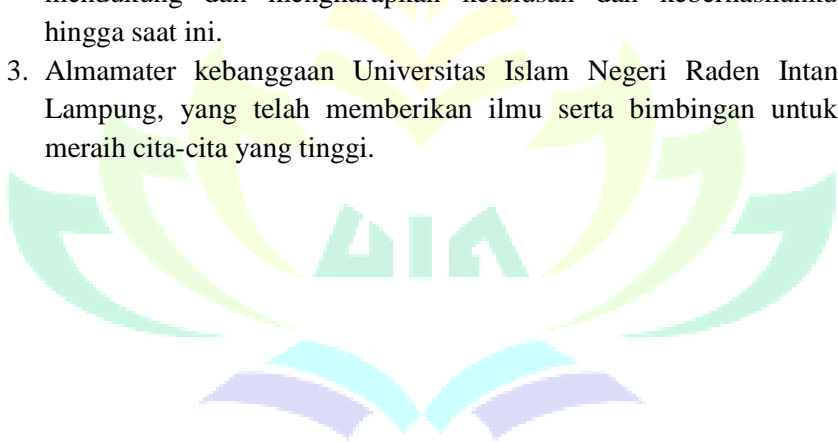 hingga saat ini.
3. Almamater kebanggaan Universitas Islam Negeri Raden Intan
Lampung, yang telah memberikan ilmu serta bimbingan untuk
meraih cita-cita yang tinggi.
UIN